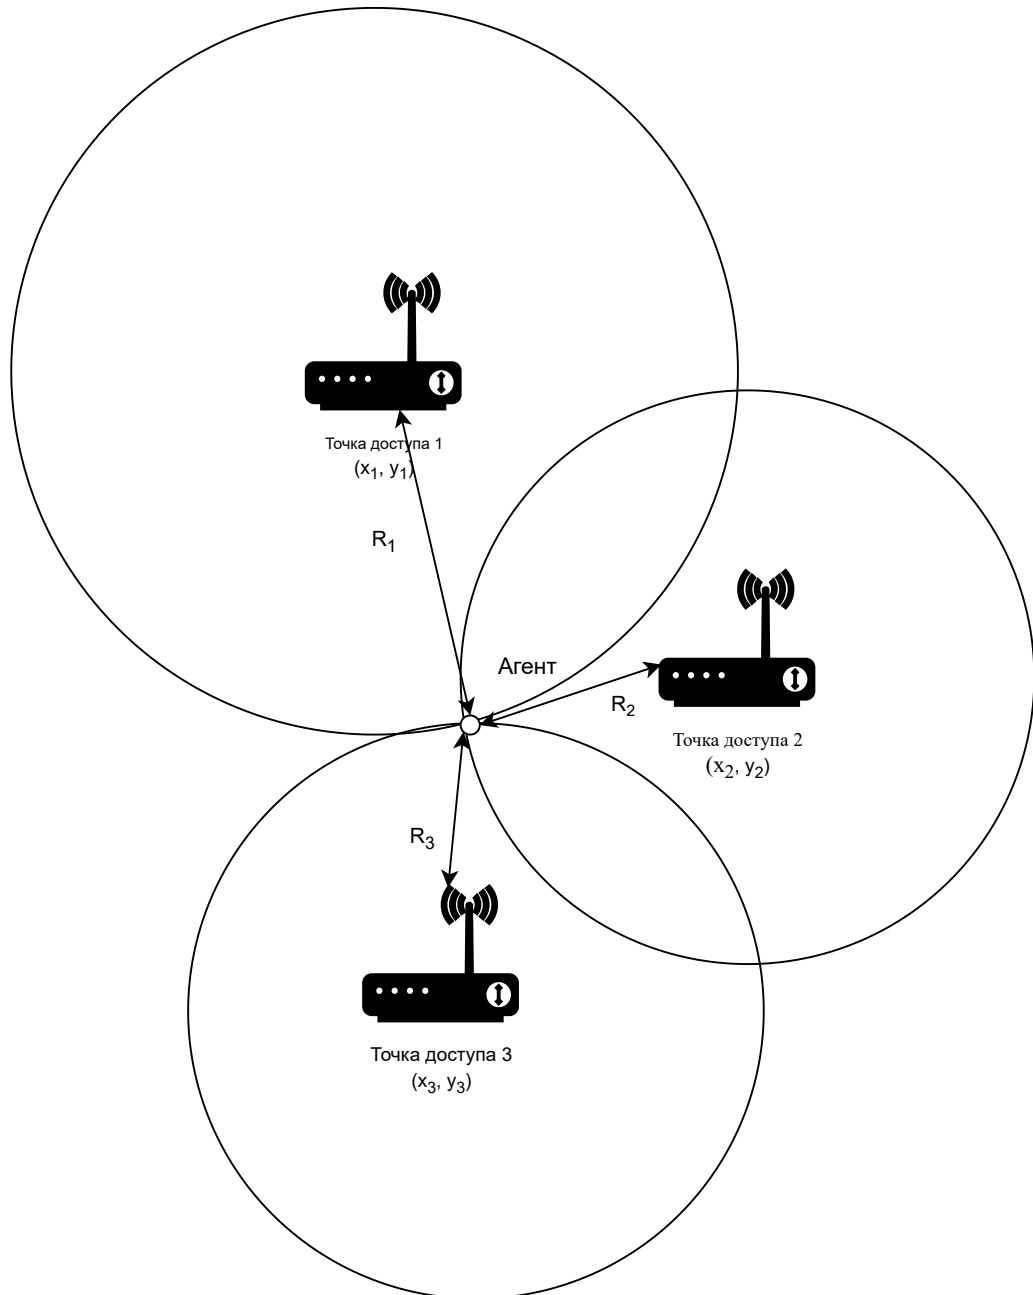 Точка доступа 1
(x₁, y₁)
R₁
Агент
R₂
Точка доступа 2
(x₂, y₂)
R₃
Точка доступа 3
(x₃, y₃)